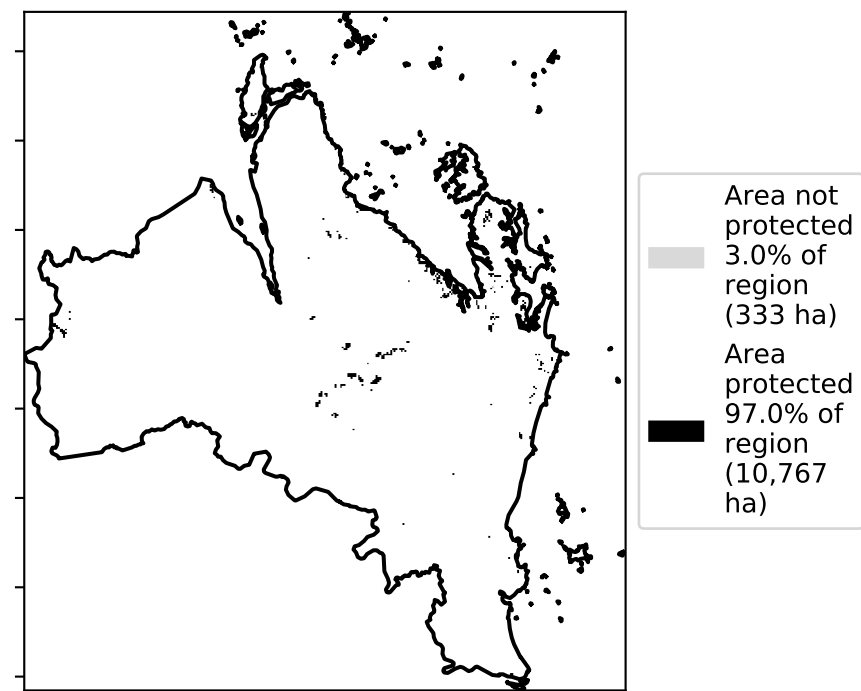 Area not
protected
3.0% of
region
(333 ha)
Area
protected
97.0% of
region
(10,767
ha)